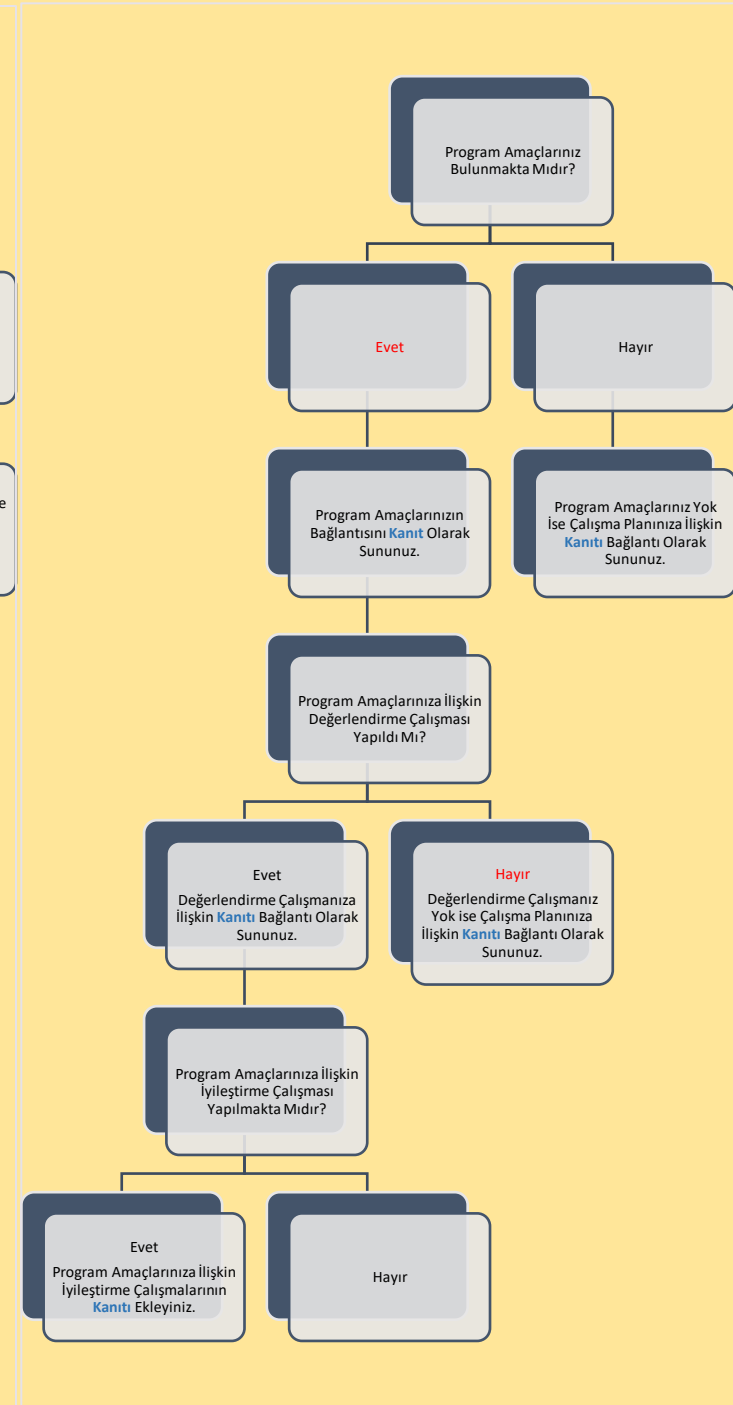 Program Amaçlarınız
Bulunmakta Mıdır?
Evet
Hayır
Program Amaçlarınızın
Bağlantısını Kanıt Olarak
Sununuz.
Program Amaçlarınız Yok
İse Çalışma Planınıza İlişkin
Kanıtı Bağlantı Olarak
Sununuz.
Program Amaçlarınıza İlişkin
Değerlendirme Çalışması
Yapıldı Mı?
Evet
Değerlendirme Çalışmanıza
İlişkin Kanıtı Bağlantı Olarak
Sununuz.
Hayır
Değerlendirme Çalışmanız
Yok ise Çalışma Planınıza
İlişkin Kanıtı Bağlantı Olarak
Sununuz.
Program Amaçlarınıza İlişkin
İyileştirme Çalışması
Yapılmakta Mıdır?
Evet
Program Amaçlarınıza İlişkin
İyileştirme Çalışmalarının
Kanıtı Ekleyiniz.
Hayır